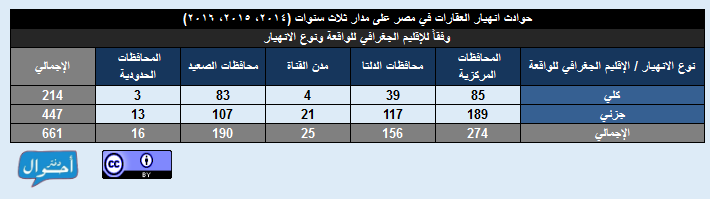 حوادث انهيار العقارات في مصر على مدار ثلاث سنوات (٢٠١٤، ٢٠١٥، ٢٠١٦)
وفقاً للإقليم الجغرافي للواقعة ونوع الانهيار
نوع الانهيار / الإقليم الجغرافي للواقعة المحافظات المركزية محافظات الدلتا مدن القناة محافظات الصعيد المحافظات الحدودية الإجمالي
كلي 85 39 4 83 3 214
جزئي 189 117 21 107 13 447
الإجمالي 274 156 25 190 16 661
دفتر أحوال
cc BY